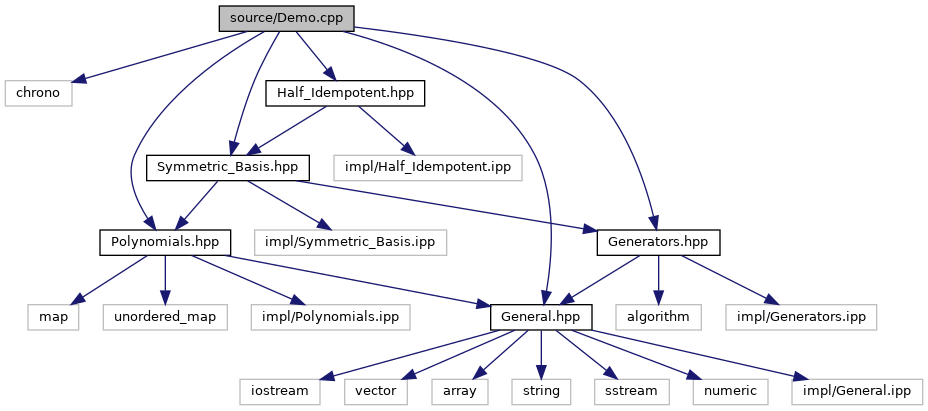 source/Demo.cpp
chrono
Half_Idempotent.hpp
Symmetric_Basis.hpp
impl/Half_Idempotent.ipp
Polynomials.hpp
impl/Symmetric_Basis.ipp
Generators.hpp
map
unordered_map
impl/Polynomials.ipp
General.hpp
algorithm
impl/Generators.ipp
iostream
vector
array
string
sstream
numeric
impl/General.ipp